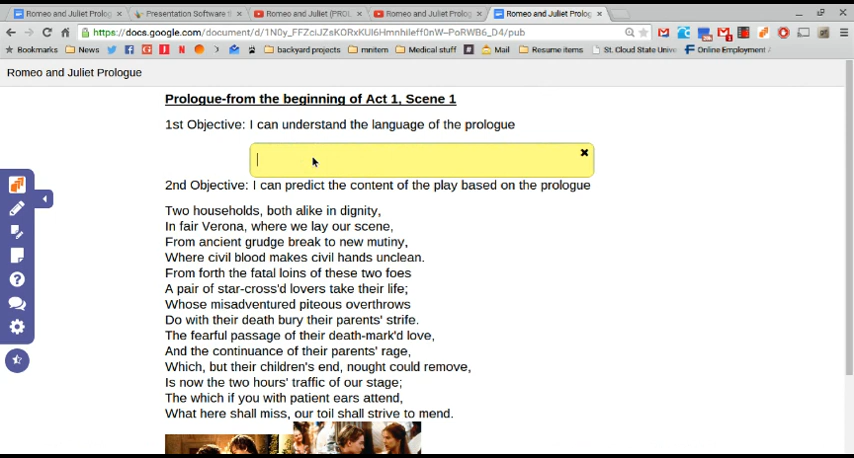 Romeo and Juliet Prolog
Presentation Software t
Romeo and Juliet (PROL
Romeo and Juliet Prolog
Romeo and Juliet Prolog
https://docs.google.com/document/d/
/pub
Bookmarks
News
backyard projects
mnitem
Medical stuff
Mail
Resume items
St. Cloud State Univ
Online Employment
Romeo and Juliet Prologue
Prologue-from the beginning of Act 1, Scene 1
1st Objective: I can understand the language of the prologue
2nd Objective: I can predict the content of the play based on the prologue
Two households, both alike in dignity,
In fair Verona, where we lay our scene,
From ancient grudge break to new mutiny,
Where civil blood makes civil hands unclean.
From forth the fatal loins of these two foes
A pair of star-cross'd lovers take their life;
Whose misadventured piteous overthrows
Do with their death bury their parents' strife.
The fearful passage of their death-mark'd love,
And the continuance of their parents' rage,
Which, but their children's end, nought could remove,
Is now the two hours' traffic of our stage;
The which if you with patient ears attend,
What here shall miss, our toil shall strive to mend.